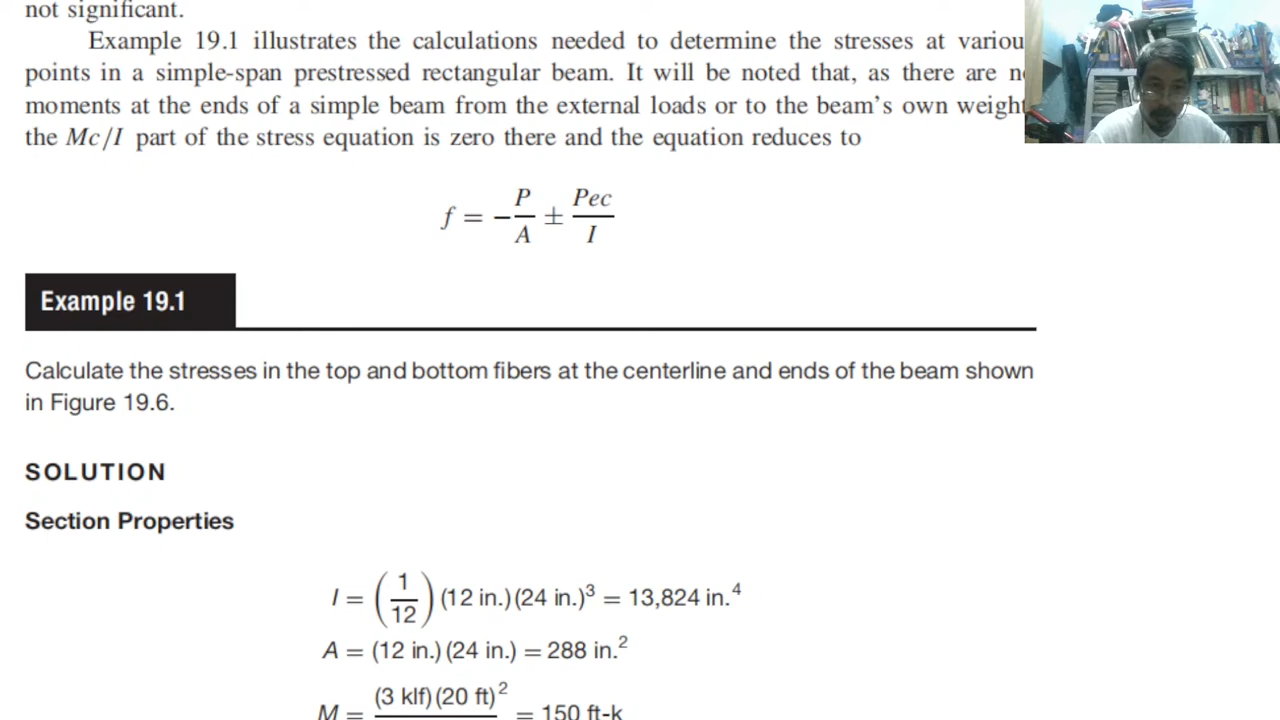 not significant.
Example 19.1 illustrates the calculations needed to determine the stresses at variou
points in a simple-span prestressed rectangular beam. It will be noted that, as there are n
moments at the ends of a simple beam from the external loads or to the beam's own weight
the Mc/I part of the stress equation is zero there and the equation reduces to
f = −P/A ± Pec/I
Example 19.1
Calculate the stresses in the top and bottom fibers at the centerline and ends of the beam shown
in Figure 19.6.
SOLUTION
Section Properties
I = (1/12) (12 in.)(24 in.)³ = 13,824 in.⁴
A = (12 in.)(24 in.) = 288 in.²
M = (3 klf)(20 ft)² = 150 ft-k